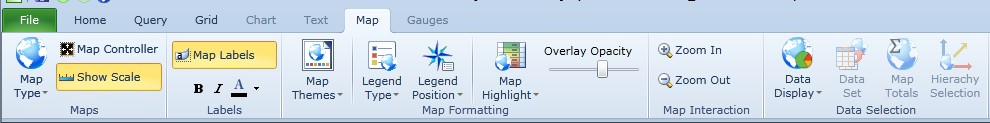 File Home Query Grid Chart Text Map Gauges
Map Type
Map Controller
Show Scale
Maps
Map Labels
B I A
Labels
Map Themes
Legend Type
Legend Position
Map Highlight
Overlay Opacity
Map Formatting
Zoom In
Zoom Out
Map Interaction
Data Display
Data Set
Map Totals
Hierachy Selection
Data Selection